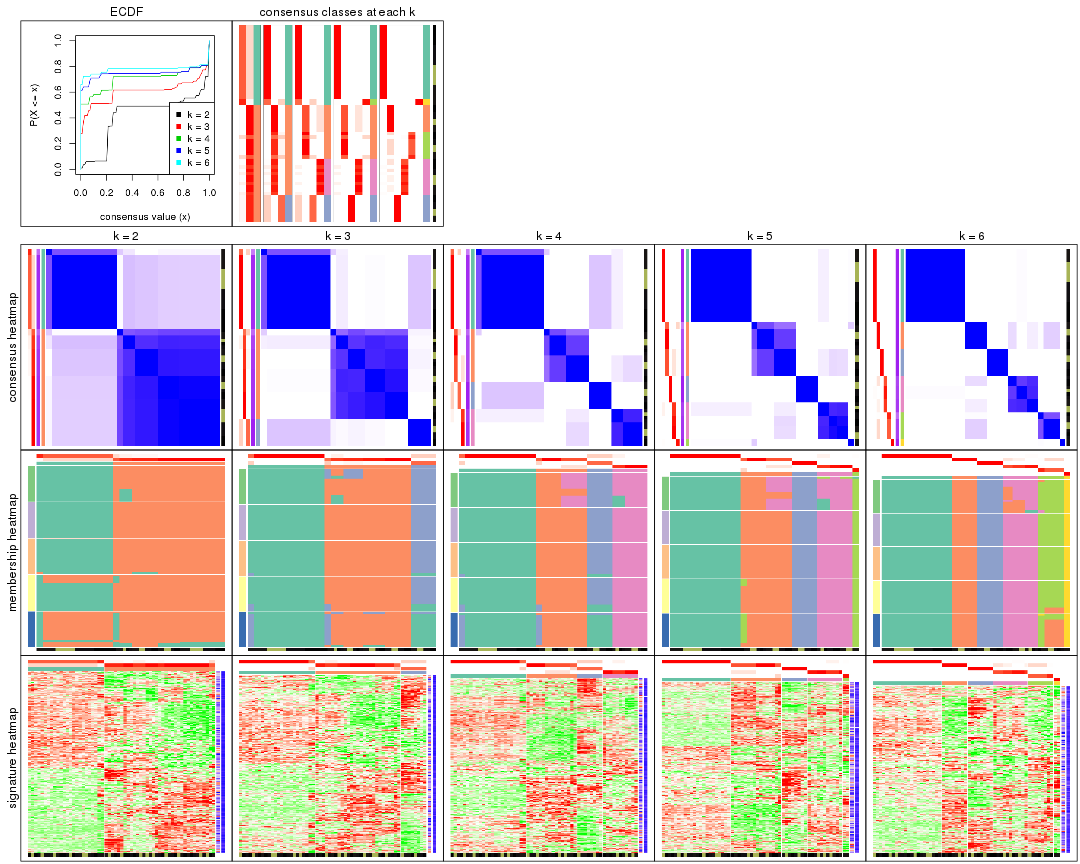 ECDF
consensus classes at each k
P(X <= x)
1.0
0.8
0.6
0.4
0.2
0.0
k = 2
k = 3
k = 4
k = 5
k = 6
0.0 0.2 0.4 0.6 0.8 1.0
consensus value (x)
k = 2 k = 3 k = 4 k = 5 k = 6
consensus heatmap
membership heatmap
signature heatmap